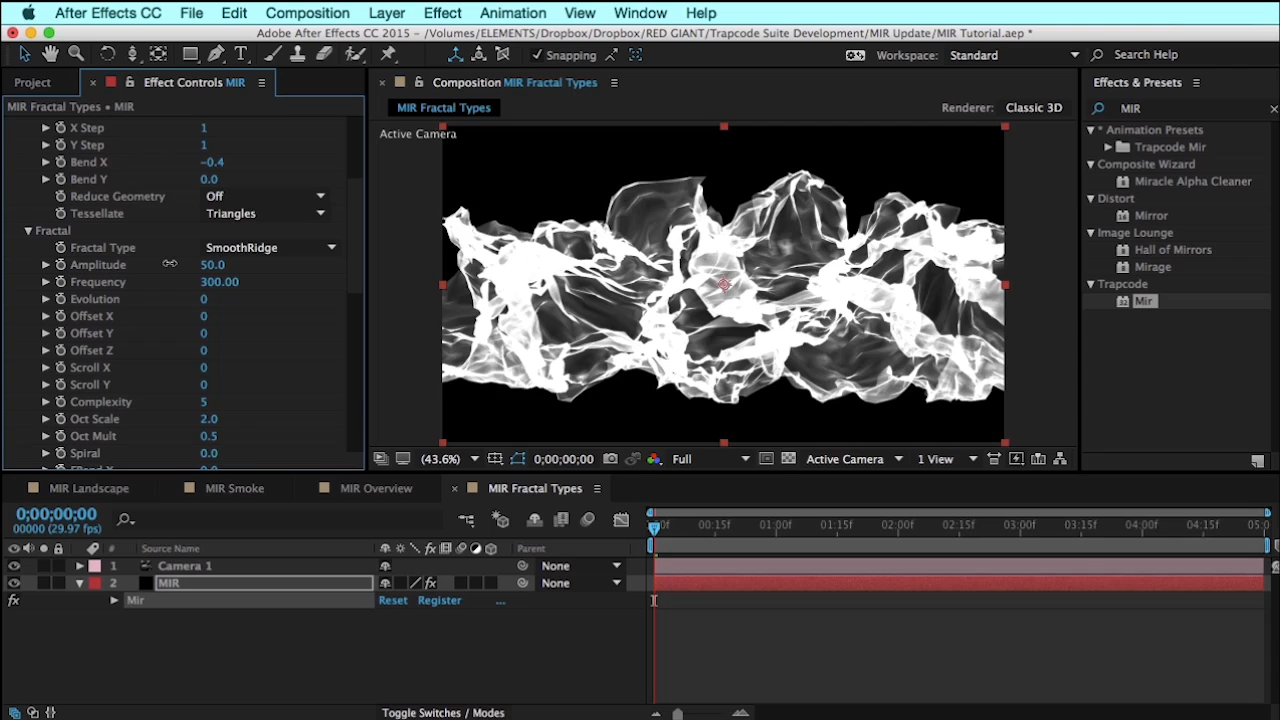 After Effects CC File Edit Composition Layer Effect Animation View Window Help
Adobe After Effects CC 2015 - /Volumes/ELEMENTS/Dropbox/Dropbox/RED GIANT/Trapcode Suite Development/MIR Update/MIR Tutorial.aep *
Snapping Workspace: Standard Search Help
Project × Effect Controls MIR
MIR Fractal Types • MIR
X Step 1
Y Step 1
Bend X −0.4
Bend Y 0.0
Reduce Geometry Off
Tessellate Triangles
Fractal
Fractal Type SmoothRidge
Amplitude 50.0
Frequency 300.00
Evolution 0
Offset X 0
Offset Y 0
Offset Z 0
Scroll X 0
Scroll Y 0
Complexity 5
Oct Scale 2.0
Oct Mult 0.5
Spiral 0.0
× Composition MIR Fractal Types
MIR Fractal Types Renderer: Classic 3D
Active Camera
(43.6%) 0;00;00;00 Full Active Camera 1 View
Effects & Presets
MIR ×
* Animation Presets
Trapcode Mir
Composite Wizard
Miracle Alpha Cleaner
Distort
Mirror
Image Lounge
Hall of Mirrors
Mirage
Trapcode
Mir
MIR Landscape MIR Smoke MIR Overview × MIR Fractal Types
0;00;00;00
00000 (29.97 fps)
00:15f 01:00f 01:15f 02:00f 02:15f 03:00f 03:15f 04:00f 04:15f
# Source Name Parent
1 Camera 1 None
2 MIR None
fx Mir Reset Register ...
Toggle Switches / Modes